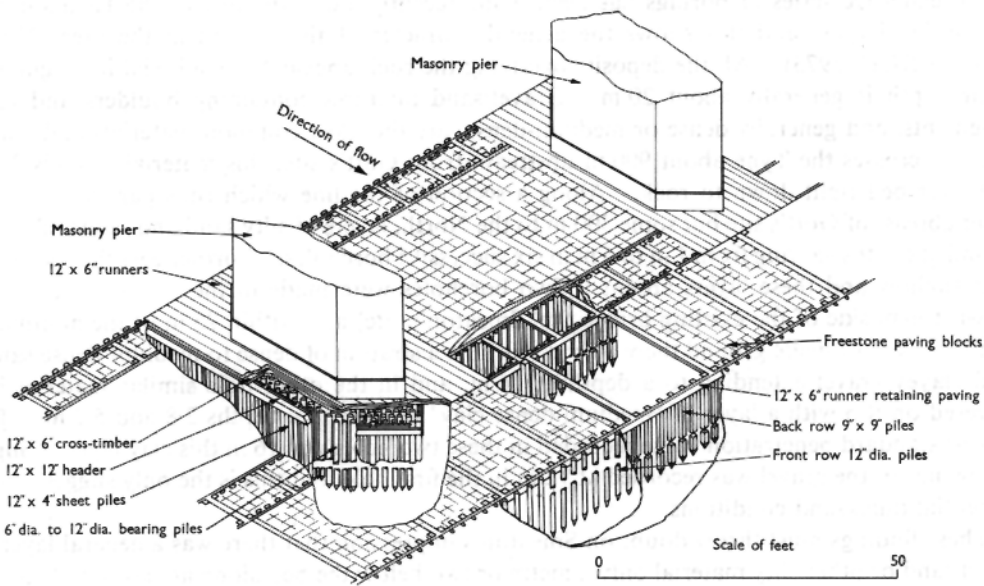 Masonry pier
Direction of flow
Masonry pier
12" x 6" runners
Freestone paving blocks
12" x 6" runner retaining paving
Back row 9" x 9" piles
Front row 12" dia. piles
12" x 6" cross-timber
12" x 12" header
12" x 4" sheet piles
6" dia. to 12" dia. bearing piles
Scale of feet
0 50